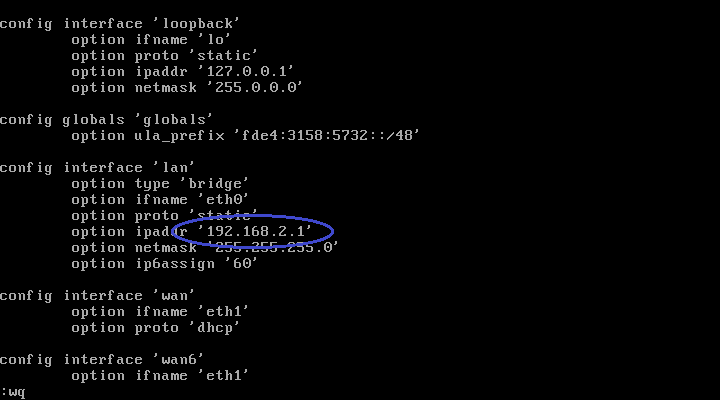 config interface 'loopback'
        option ifname 'lo'
        option proto 'static'
        option ipaddr '127.0.0.1'
        option netmask '255.0.0.0'

config globals 'globals'
        option ula_prefix 'fde4:3158:5732::/48'

config interface 'lan'
        option type 'bridge'
        option ifname 'eth0'
        option proto 'static'
        option ipaddr '192.168.2.1'
        option netmask '255.255.255.0'
        option ip6assign '60'

config interface 'wan'
        option ifname 'eth1'
        option proto 'dhcp'

config interface 'wan6'
        option ifname 'eth1'
:wq